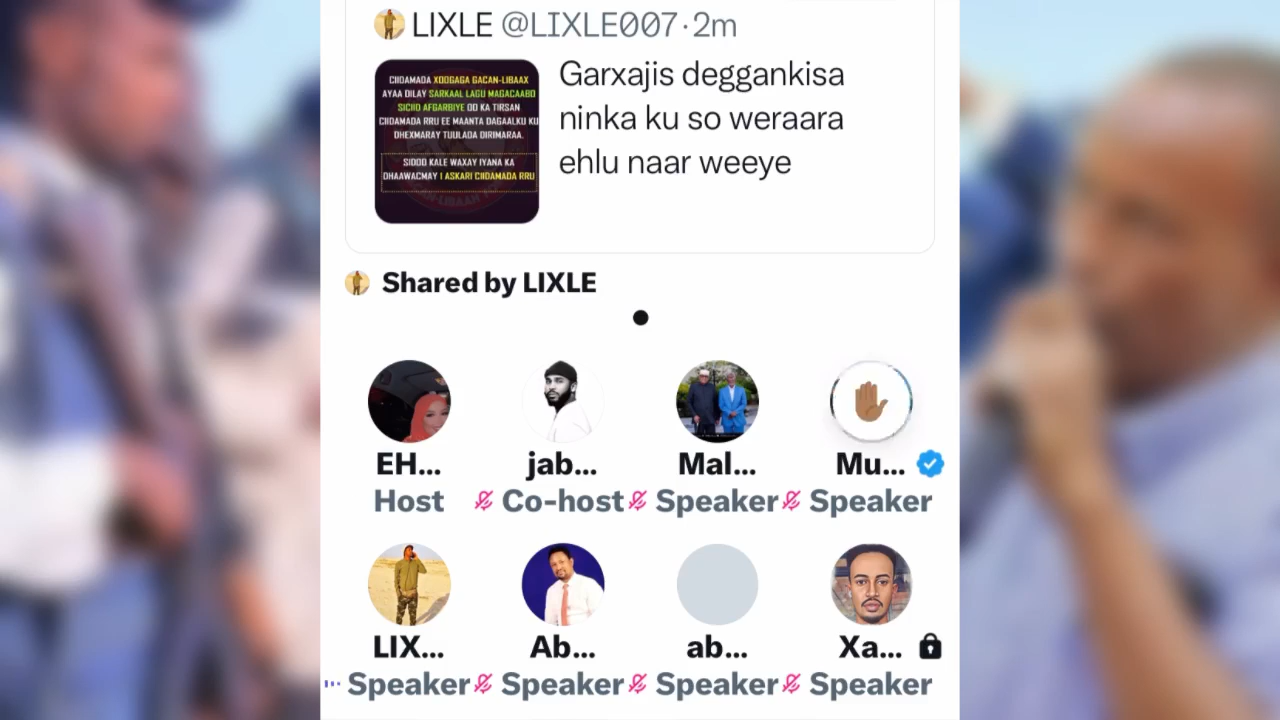 LIXLE @LIXLE007·2m
CIIDAMADA XOOGAGA GACAN-LIBAAX
AYAA DILAY SARKAAL LAGU MAGACAABO
SICIID AFGARBIYE OO KA TIRSAN
CIIDAMADA RRU EE MAANTA DAGAALKU KU
DHEXMARAY TUULADA DIRIMARAA.
SIDOO KALE WAXAY IYANA KA
DHAAWACMAY 1 ASKARI CIIDAMADA RRU
Garxajis deggankisa
ninka ku so weraara
ehlu naar weeye
Shared by LIXLE
EH... jab... Mal... Mu...
Host Co-host Speaker Speaker
LIX... Ab... ab... Xa...
Speaker Speaker Speaker Speaker